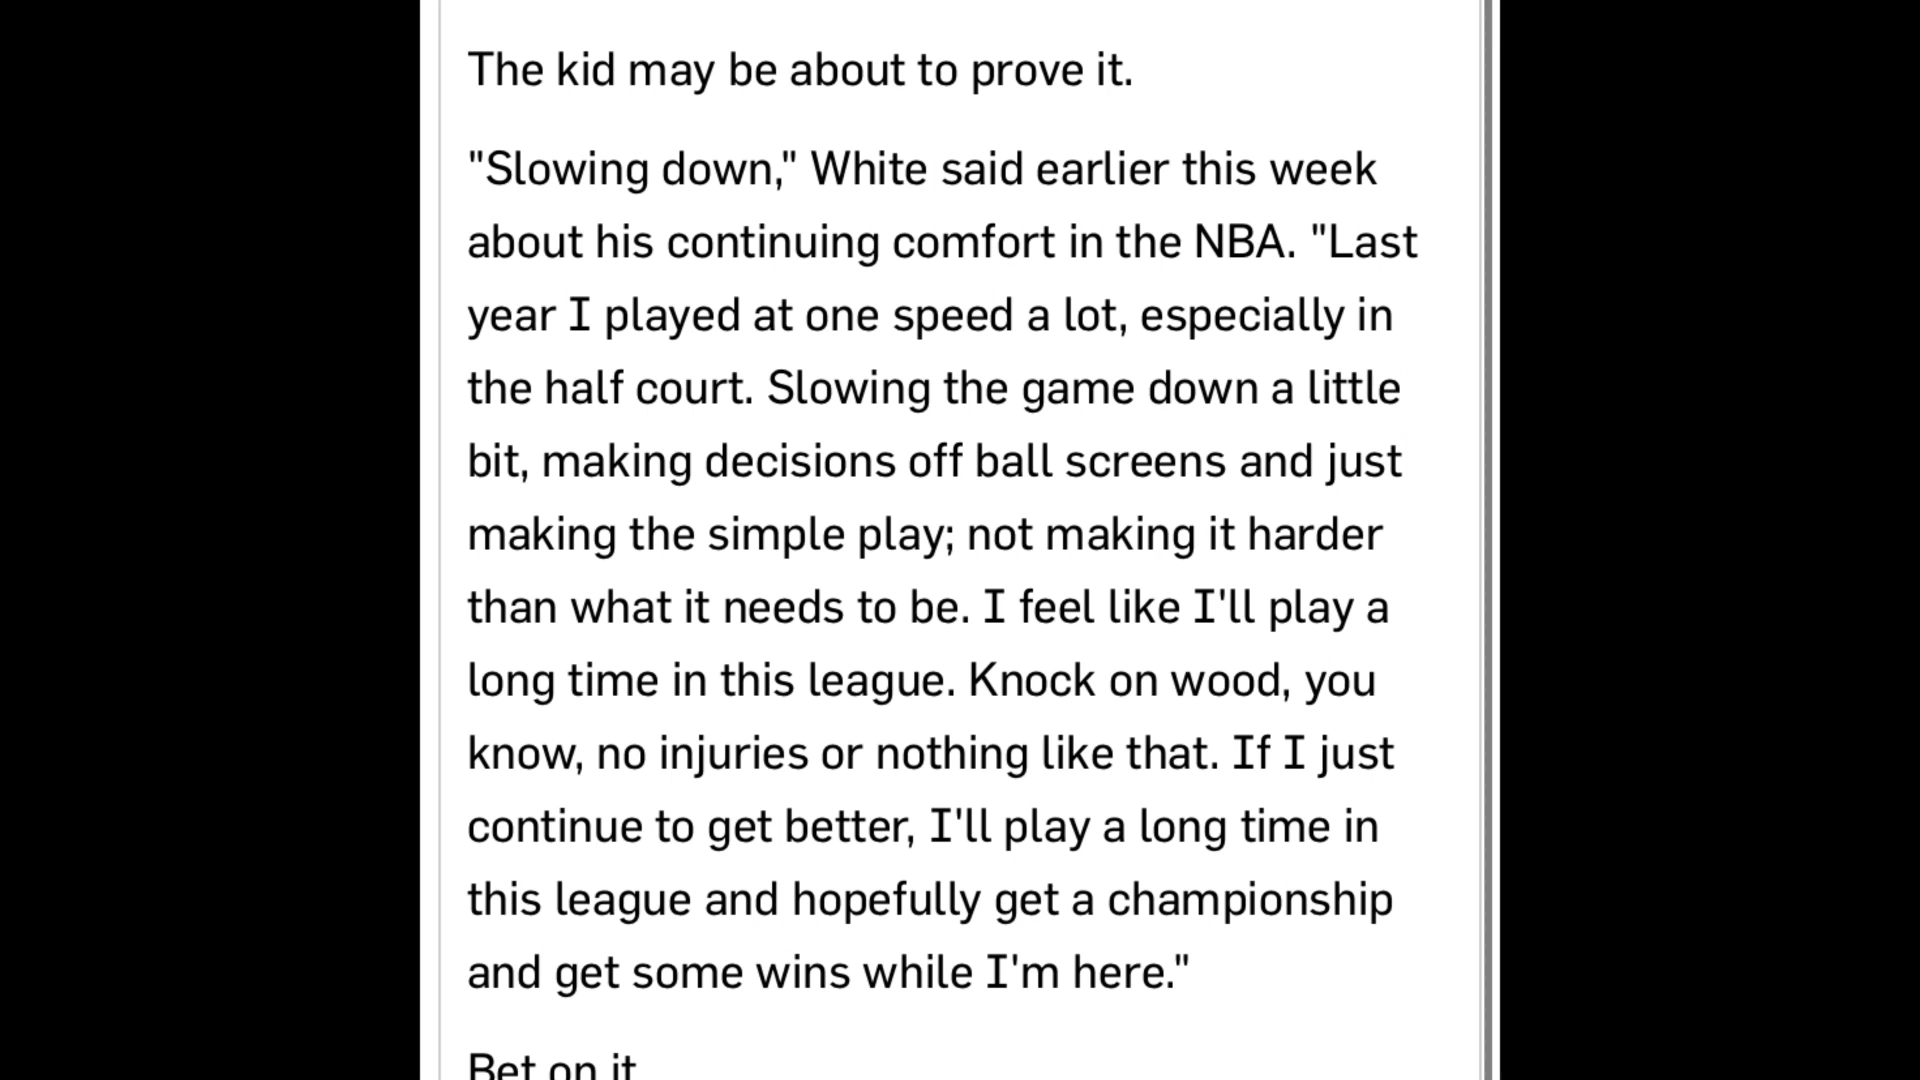 The kid may be about to prove it.
"Slowing down," White said earlier this week
about his continuing comfort in the NBA. "Last
year I played at one speed a lot, especially in
the half court. Slowing the game down a little
bit, making decisions off ball screens and just
making the simple play; not making it harder
than what it needs to be. I feel like I'll play a
long time in this league. Knock on wood, you
know, no injuries or nothing like that. If I just
continue to get better, I'll play a long time in
this league and hopefully get a championship
and get some wins while I'm here."
Bet on it